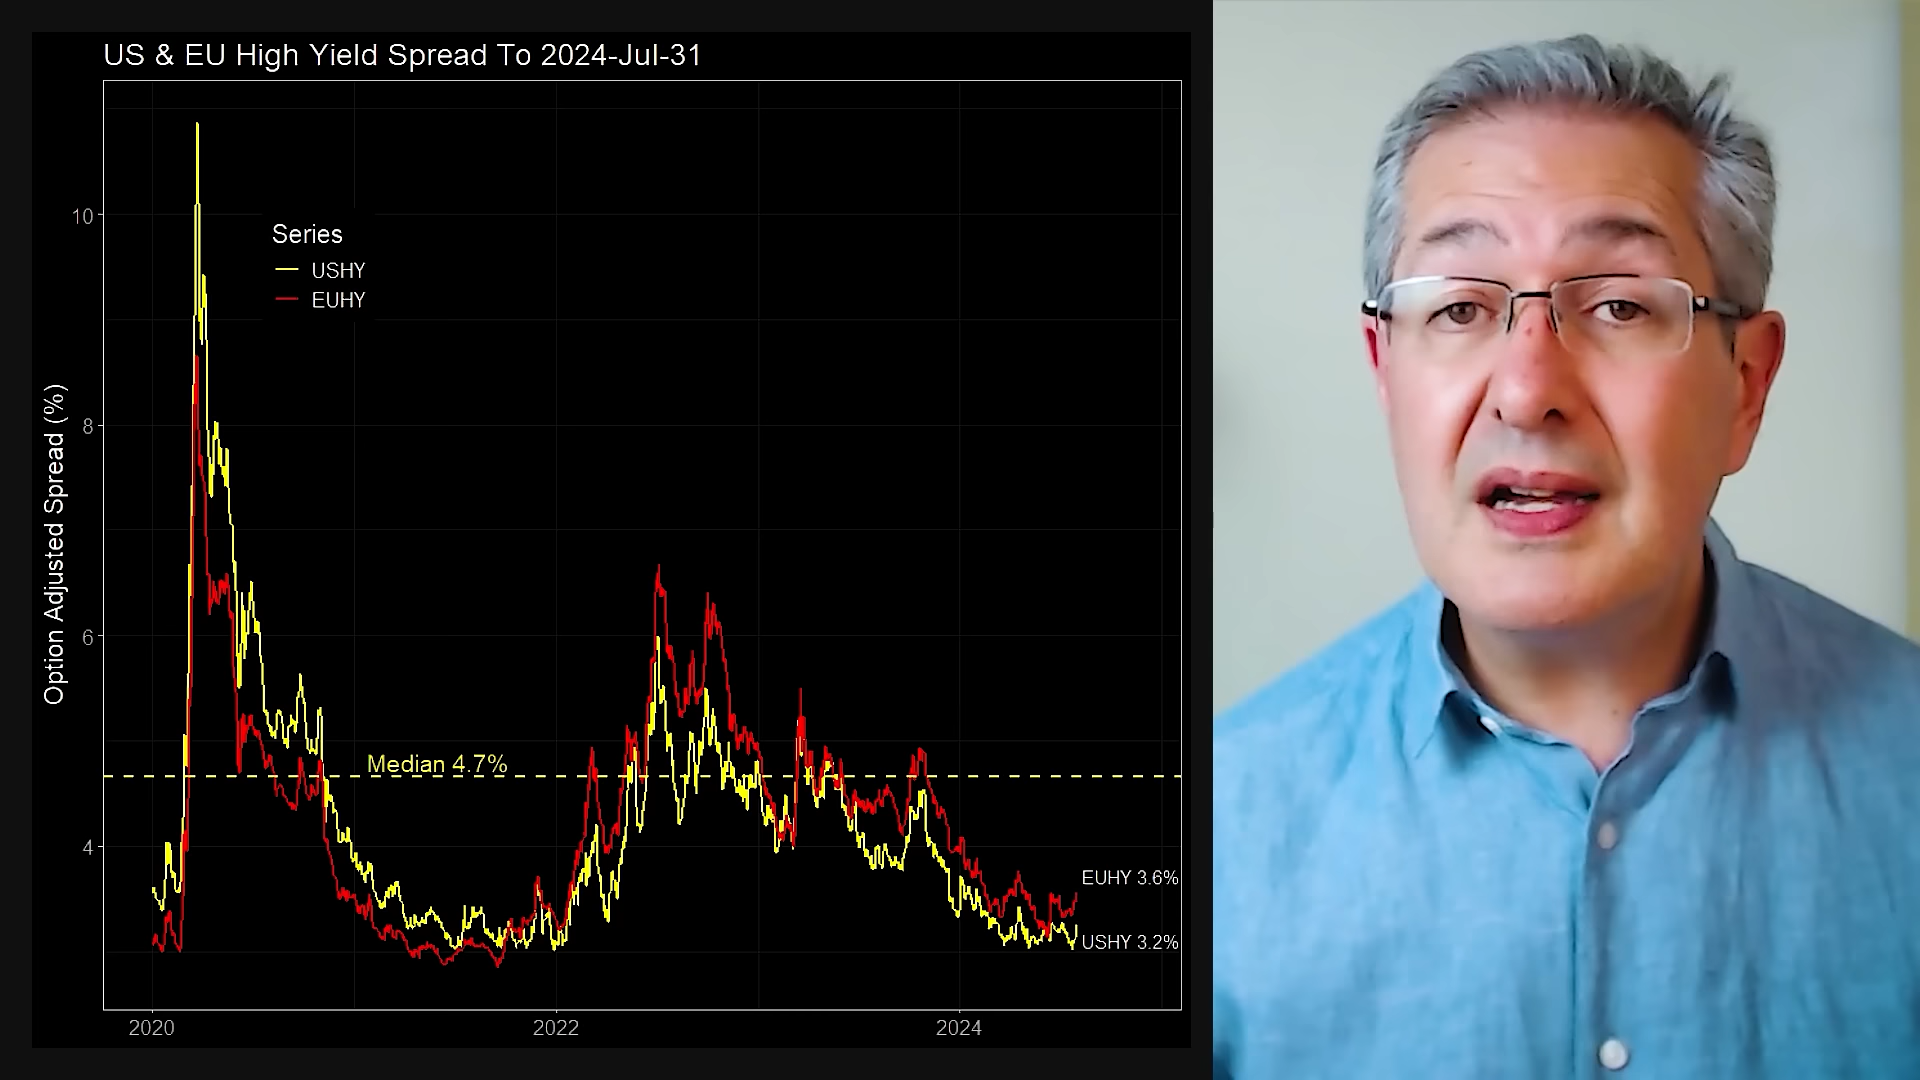 US & EU High Yield Spread To 2024-Jul-31
Option Adjusted Spread (%)
10
8
6
4
Series
USHY
EUHY
Median 4.7%
EUHY 3.6%
USHY 3.2%
2020
2022
2024